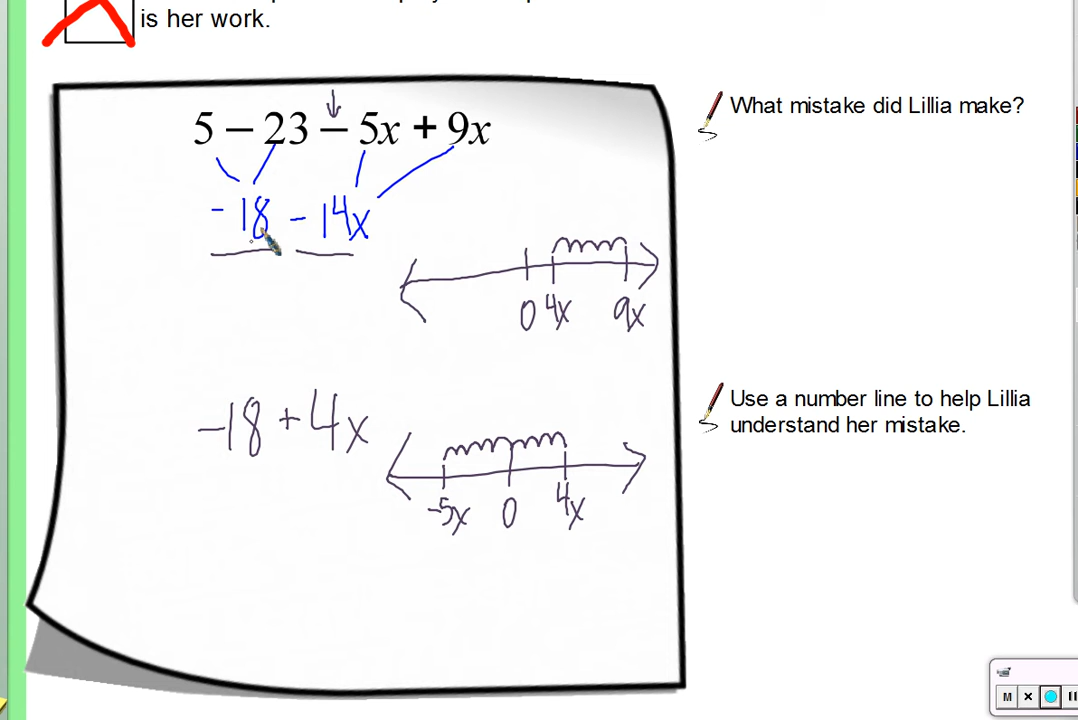 is her work.
5 – 23 – 5x + 9x
-18 - 14x
0 4x 9x
-18 + 4x
-5x 0 4x
What mistake did Lillia make?
Use a number line to help Lillia
understand her mistake.
M